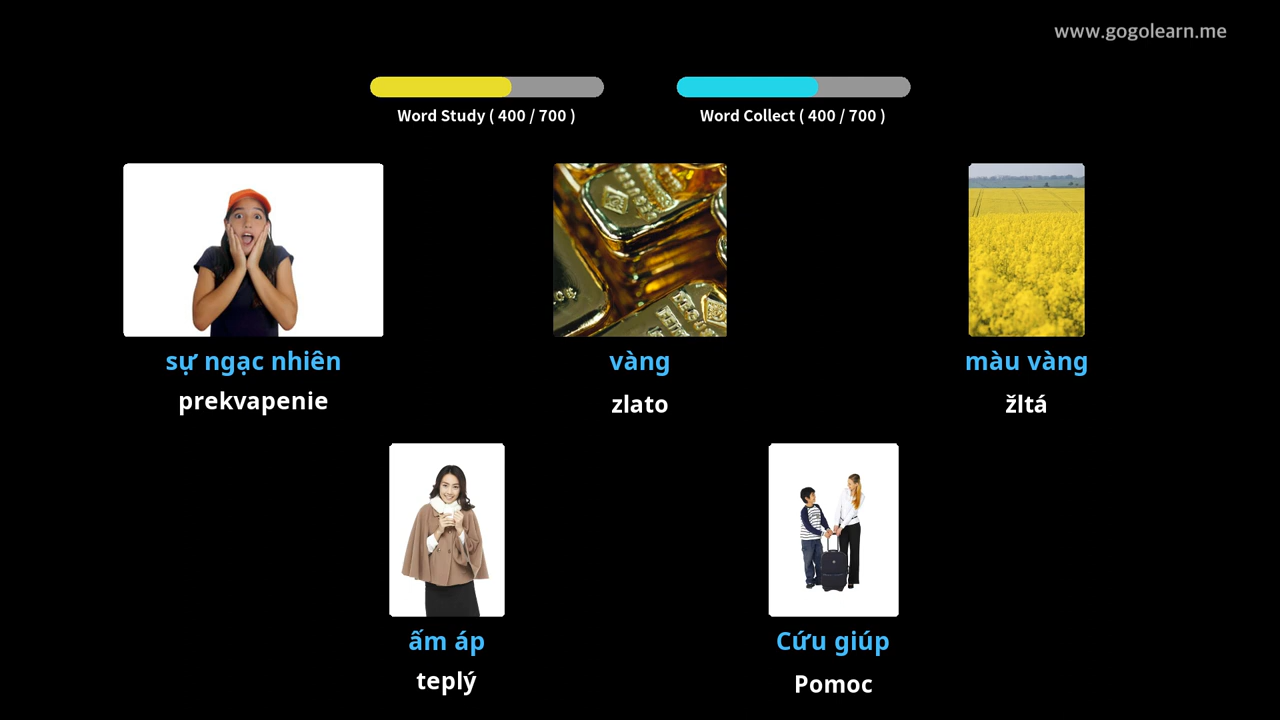 www.gogolearn.me
Word Study ( 400 / 700 )
Word Collect ( 400 / 700 )
sự ngạc nhiên
prekvapenie
vàng
zlato
màu vàng
žltá
ấm áp
teplý
Cứu giúp
Pomoc